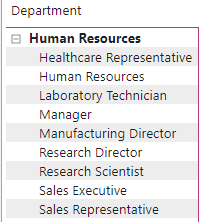 Department
Human Resources
Healthcare Representative
Human Resources
Laboratory Technician
Manager
Manufacturing Director
Research Director
Research Scientist
Sales Executive
Sales Representative